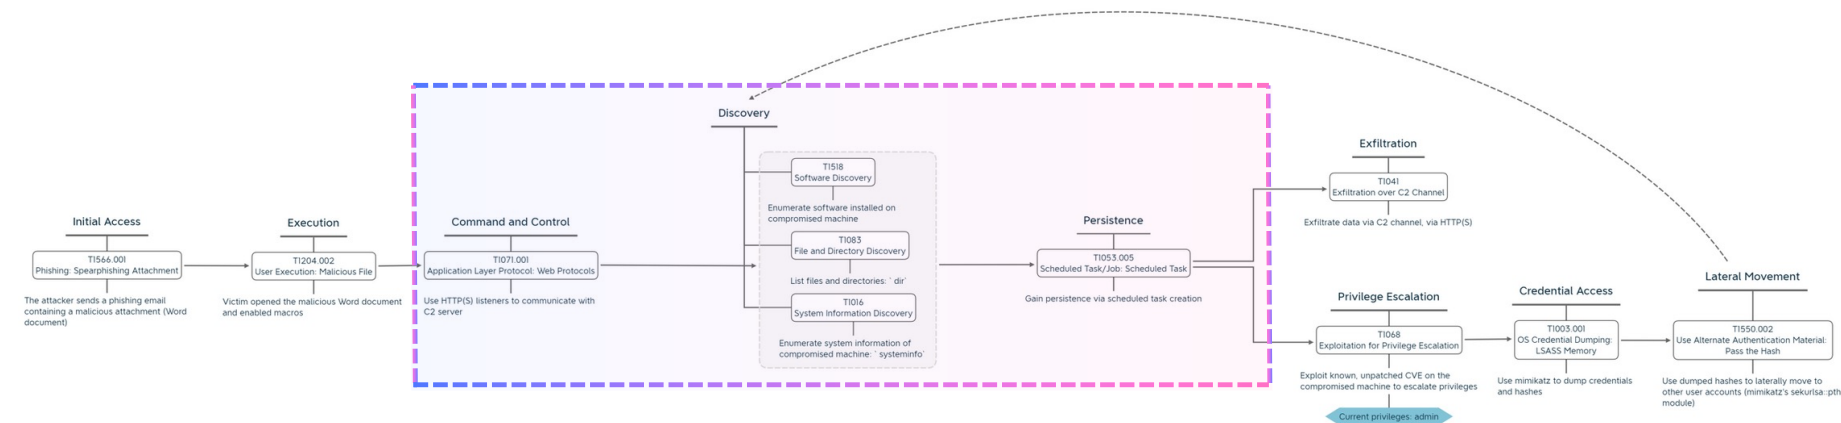 Initial Access
T1566.001
Phishing: Spearphishing Attachment
The attacker sends a phishing email
containing a malicious attachment (Word
document)
Execution
T1204.002
User Execution: Malicious File
Victim opened the malicious Word document
and enabled macros
Command and Control
T1071.001
Application Layer Protocol: Web Protocols
Use HTTP(S) listeners to communicate with
C2 server
Discovery
T1518
Software Discovery
Enumerate software installed on
compromised machine
T1083
File and Directory Discovery
List files and directories: ` dir`
T1016
System Information Discovery
Enumerate system information of
compromised machine: ` systeminfo`
Persistence
T1053.005
Scheduled Task/Job: Scheduled Task
Gain persistence via scheduled task creation
Exfiltration
T1041
Exfiltration over C2 Channel
Exfiltrate data via C2 channel, via HTTP(S)
Privilege Escalation
T1068
Exploitation for Privilege Escalation
Exploit known, unpatched CVE on the
compromised machine to escalate privileges
Current privileges: admin
Credential Access
T1003.001
OS Credential Dumping:
LSASS Memory
Use mimikatz to dump credentials
and hashes
Lateral Movement
T1550.002
Use Alternate Authentication Material:
Pass the Hash
Use dumped hashes to laterally move to
other user accounts (mimikatz's sekurlsa::pth
module)